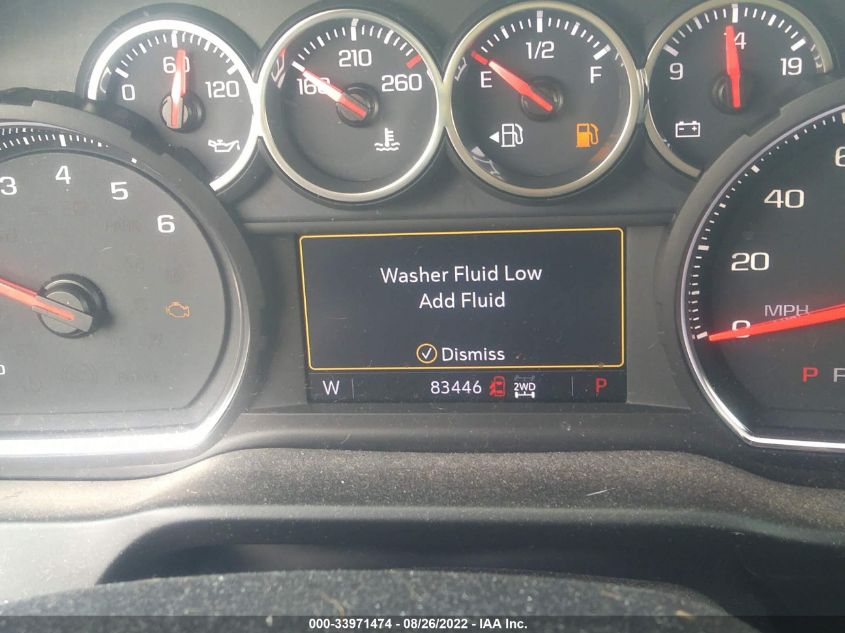 0 60 120
160 210 260
E 1/2 F
9 14 19
3 4 5 6
Washer Fluid Low
Add Fluid
Dismiss
W 83446 2WD P
0 20 40
MPH
P
000-33971474 / 08/26/2022 - IAA Inc.